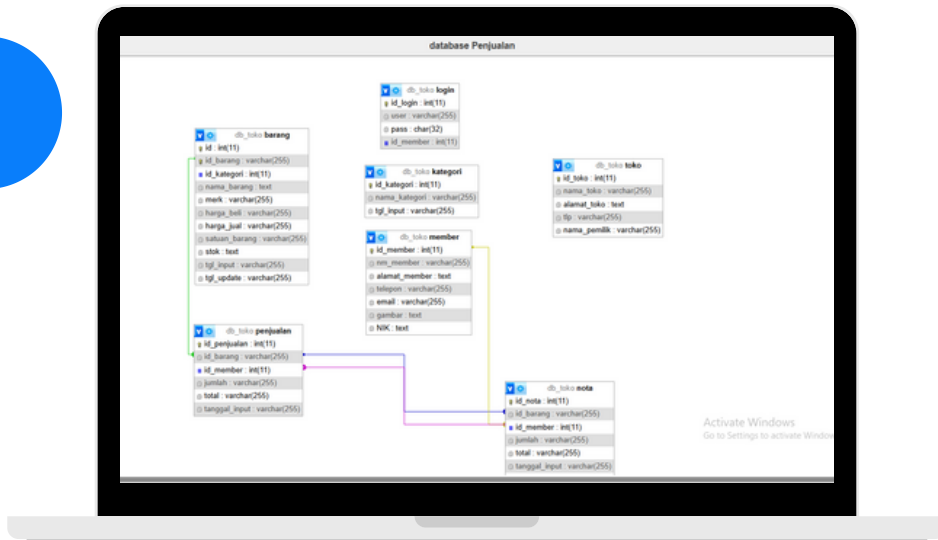 database Penjualan
db_toko login
id_login : int(11)
user : varchar(255)
pass : char(32)
id_member : int(11)
db_toko barang
id : int(11)
id_barang : varchar(255)
id_kategori : int(11)
nama_barang : text
merk : varchar(255)
harga_beli : varchar(255)
harga_jual : varchar(255)
satuan_barang : varchar(255)
stok : text
tgl_input : varchar(255)
tgl_update : varchar(255)
db_toko kategori
id_kategori : int(11)
nama_kategori : varchar(255)
tgl_input : varchar(255)
db_toko toko
id_toko : int(11)
nama_toko : varchar(255)
alamat_toko : text
tlp : varchar(255)
nama_pemilik : varchar(255)
db_toko member
id_member : int(11)
nm_member : varchar(255)
alamat_member : text
telepon : varchar(255)
email : varchar(255)
gambar : text
NIK : text
db_toko penjualan
id_penjualan : int(11)
id_barang : varchar(255)
id_member : int(11)
jumlah : varchar(255)
total : varchar(255)
tanggal_input : varchar(255)
db_toko nota
id_nota : int(11)
id_barang : varchar(255)
id_member : int(11)
jumlah : varchar(255)
total : varchar(255)
tanggal_input : varchar(255)
Activate Windows
Go to Settings to activate Window